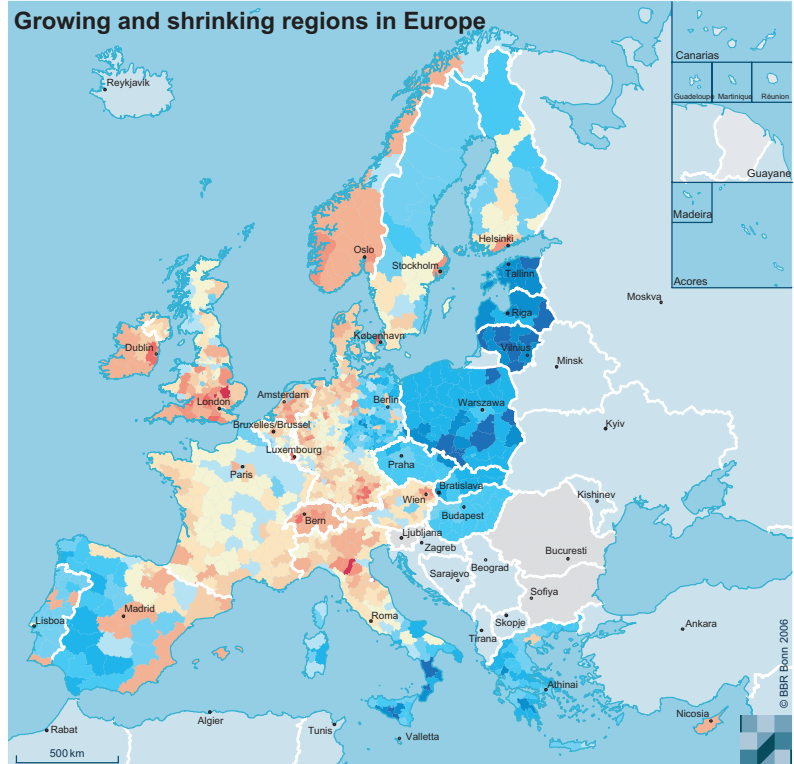 Growing and shrinking regions in Europe
Canarias
Reykjavík
Guadeloupe
Martinique
Réunion
Guayane
Madeira
Acores
Oslo
Helsinki
Stockholm
Tallinn
Moskva
Riga
København
Dublin
Vilnius
Minsk
London
Amsterdam
Berlin
Warszawa
Bruxelles/Brussel
Kyiv
Luxembourg
Praha
Paris
Bratislava
Wien
Kishinev
Bern
Budapest
Ljubljana
Zagreb
Bucuresti
Beograd
Sarajevo
Sofiya
Madrid
Lisboa
Roma
Skopje
Tirana
Ankara
Athinai
Nicosia
Algier
Rabat
Tunis
Valletta
500 km
© BBR Bonn 2006